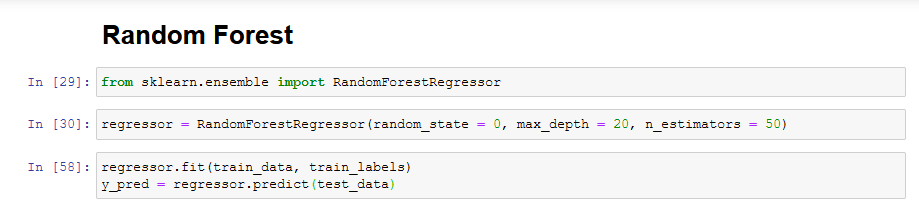 Random Forest
In [29]: from sklearn.ensemble import RandomForestRegressor
In [30]: regressor = RandomForestRegressor(random_state = 0, max_depth = 20, n_estimators = 50)
In [58]: regressor.fit(train_data, train_labels)
y_pred = regressor.predict(test_data)